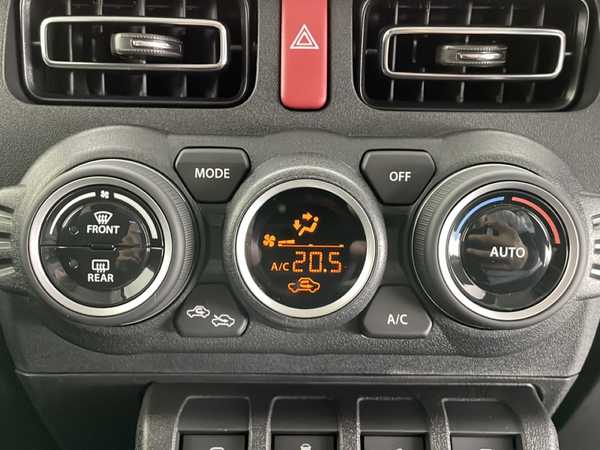 MODE
OFF
FRONT
REAR
A/C 20.5
AUTO
A/C